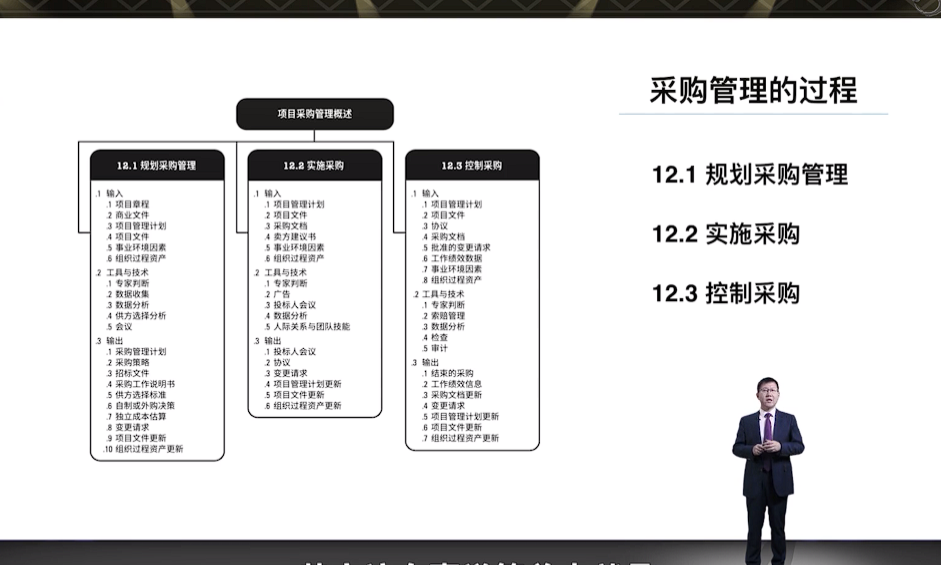 项目采购管理概述
12.1 规划采购管理
.1 输入
.1 项目章程
.2 商业文件
.3 项目管理计划
.4 项目文件
.5 事业环境因素
.6 组织过程资产
.2 工具与技术
.1 专家判断
.2 数据收集
.3 数据分析
.4 供方选择分析
.5 会议
.3 输出
.1 采购管理计划
.2 采购策略
.3 招标文件
.4 采购工作说明书
.5 供方选择标准
.6 自制或外购决策
.7 独立成本估算
.8 变更请求
.9 项目文件更新
.10 组织过程资产更新
12.2 实施采购
.1 输入
.1 项目管理计划
.2 项目文件
.3 采购文档
.4 卖方建议书
.5 事业环境因素
.6 组织过程资产
.2 工具与技术
.1 专家判断
.2 广告
.3 投标人会议
.4 数据分析
.5 人际关系与团队技能
.3 输出
.1 投标人会议
.2 协议
.3 变更请求
.4 项目管理计划更新
.5 项目文件更新
.6 组织过程资产更新
12.3 控制采购
.1 输入
.1 项目管理计划
.2 项目文件
.3 协议
.4 采购文档
.5 批准的变更请求
.6 工作绩效数据
.7 事业环境因素
.8 组织过程资产
.2 工具与技术
.1 专家判断
.2 索赔管理
.3 数据分析
.4 检查
.5 审计
.3 输出
.1 结束的采购
.2 工作绩效信息
.3 采购文档更新
.4 变更请求
.5 项目管理计划更新
.6 项目文件更新
.7 组织过程资产更新
采购管理的过程
12.1 规划采购管理
12.2 实施采购
12.3 控制采购